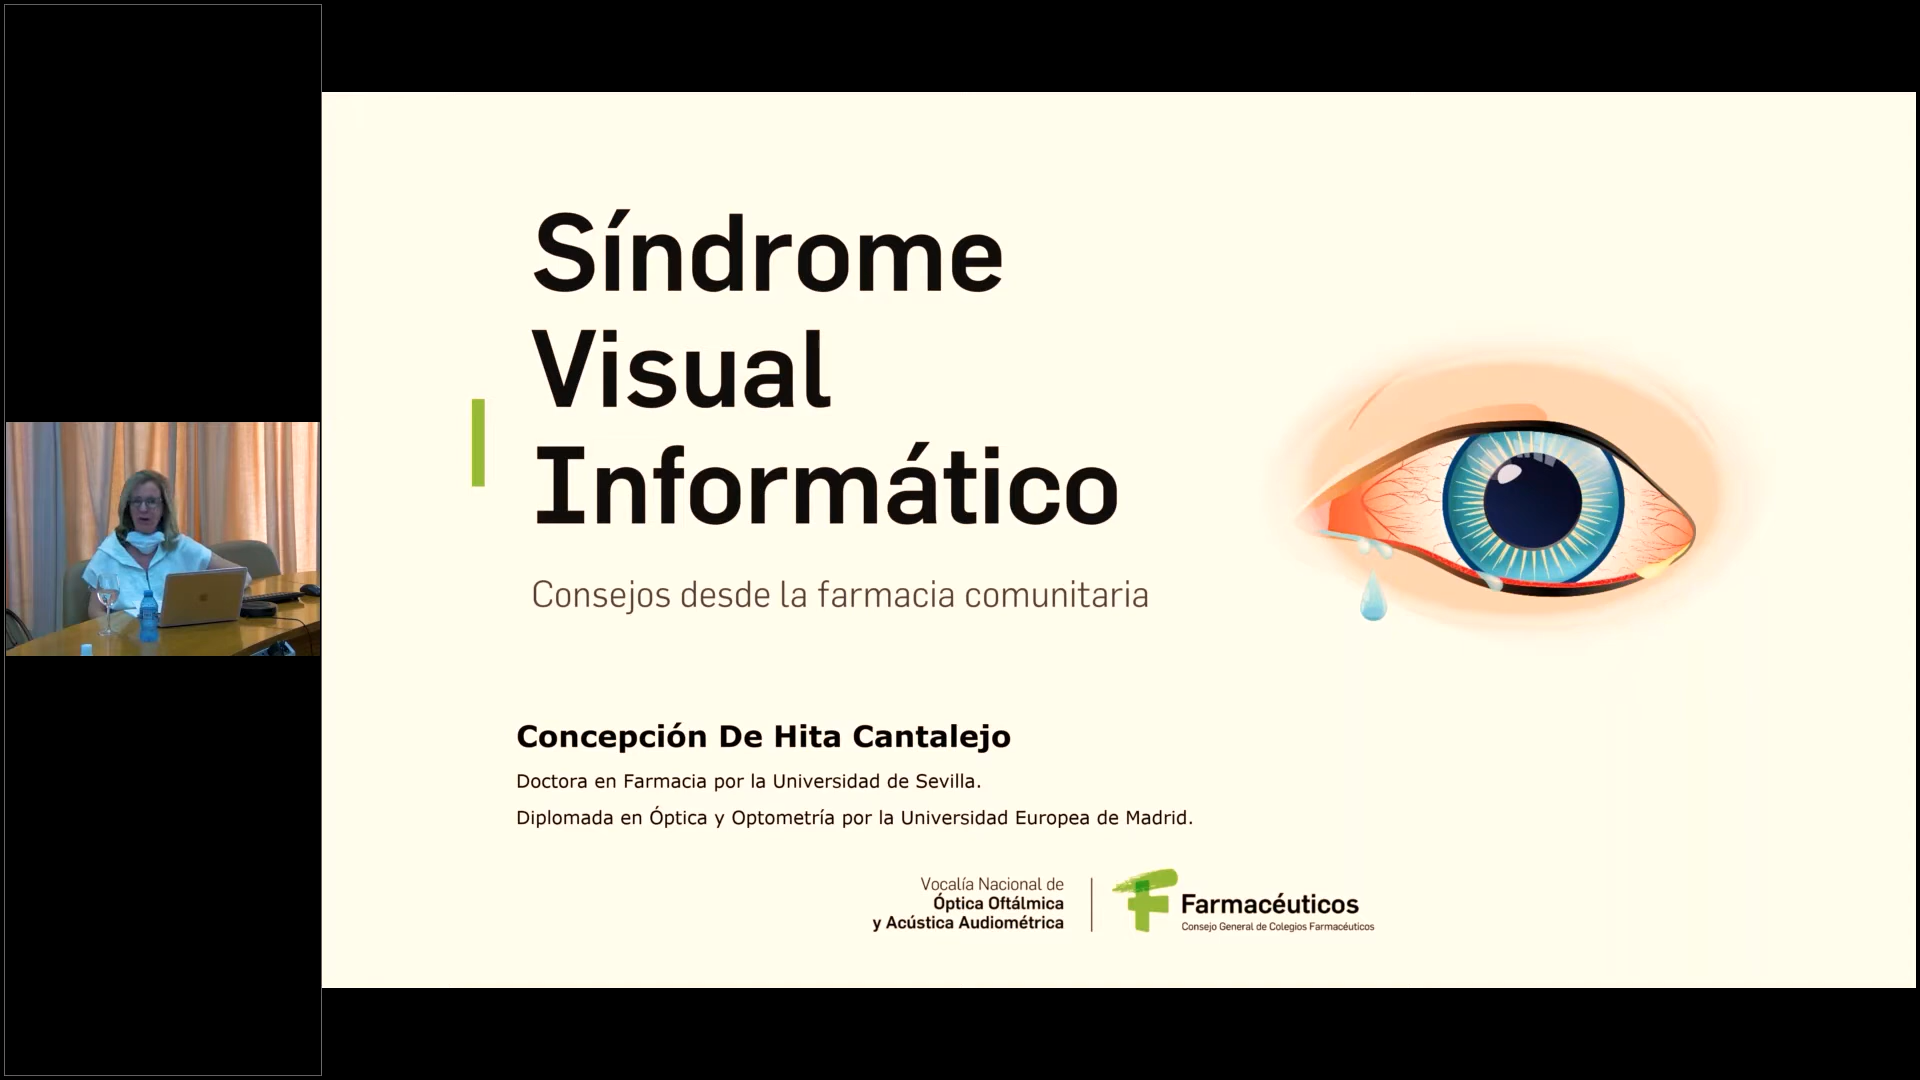 Síndrome
Visual
Informático
Consejos desde la farmacia comunitaria
Concepción De Hita Cantalejo
Doctora en Farmacia por la Universidad de Sevilla.
Diplomada en Óptica y Optometría por la Universidad Europea de Madrid.
Vocalía Nacional de
Óptica Oftálmica
y Acústica Audiométrica
Farmacéuticos
Consejo General de Colegios Farmacéuticos